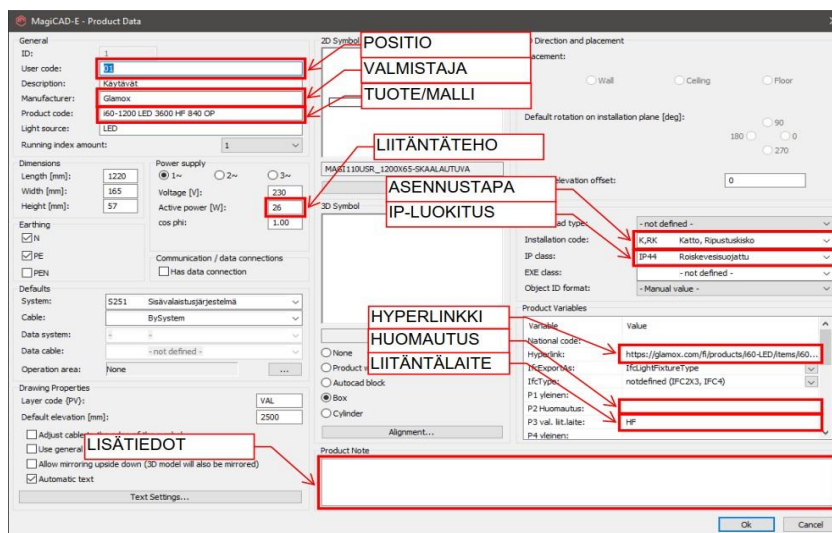 MagiCAD-E - Product Data
General
ID: 1
User code: 01
Description: Käytävät
Manufacturer: Glamox
Product code: i60-1200 LED 3600 HF 840 OP
Light source: LED
Running index amount: 1
Dimensions
Length [mm]: 1220
Width [mm]: 165
Height [mm]: 57
Power supply
1~ 2~ 3~
Voltage [V]: 230
Active power [W]: 26
cos phi: 1.00
Earthing
N
PE
PEN
Communication / data connections
Has data connection
Defaults
System: S251 Sisävalaistusjärjestelmä
Cable: BySystem
Data system: - -
Data cable: - not defined -
Operation area: None ...
Drawing Properties
Layer code {PV}: VAL
Default elevation [mm]: 2500
Adjust cable
Use general
Allow mirroring upside down (3D model will also be mirrored)
Automatic text
Text Settings...
2D Symbol
MAGI110USR_1200X65-SKAALAUTUVA
3D Symbol
None
Product
Autocad block
Box
Cylinder
Alignment...
Product Note
Direction and placement
Wall Ceiling Floor
Default rotation on installation plane [deg]:
90
180 0
270
elevation offset: 0
type: - not defined -
Installation code: K,RK Katto, Ripustuskisko
IP class: IP44 Roiskevesisuojattu
EXE class: - not defined -
Object ID format: - Manual value -
Product Variables
Variable Value
National code:
Hyperlink: https://glamox.com/fi/products/i60-LED/items/i60...
IfcExportAs: IfcLightFixtureType
IfcType: notdefined (IFC2X3, IFC4)
P1 yleinen:
P2 Huomautus:
P3 val. liit.laite: HF
P4 yleinen:
Ok Cancel
POSITIO
VALMISTAJA
TUOTE/MALLI
LIITÄNTÄTEHO
ASENNUSTAPA
IP-LUOKITUS
HYPERLINKKI
HUOMAUTUS
LIITÄNTÄLAITE
LISÄTIEDOT